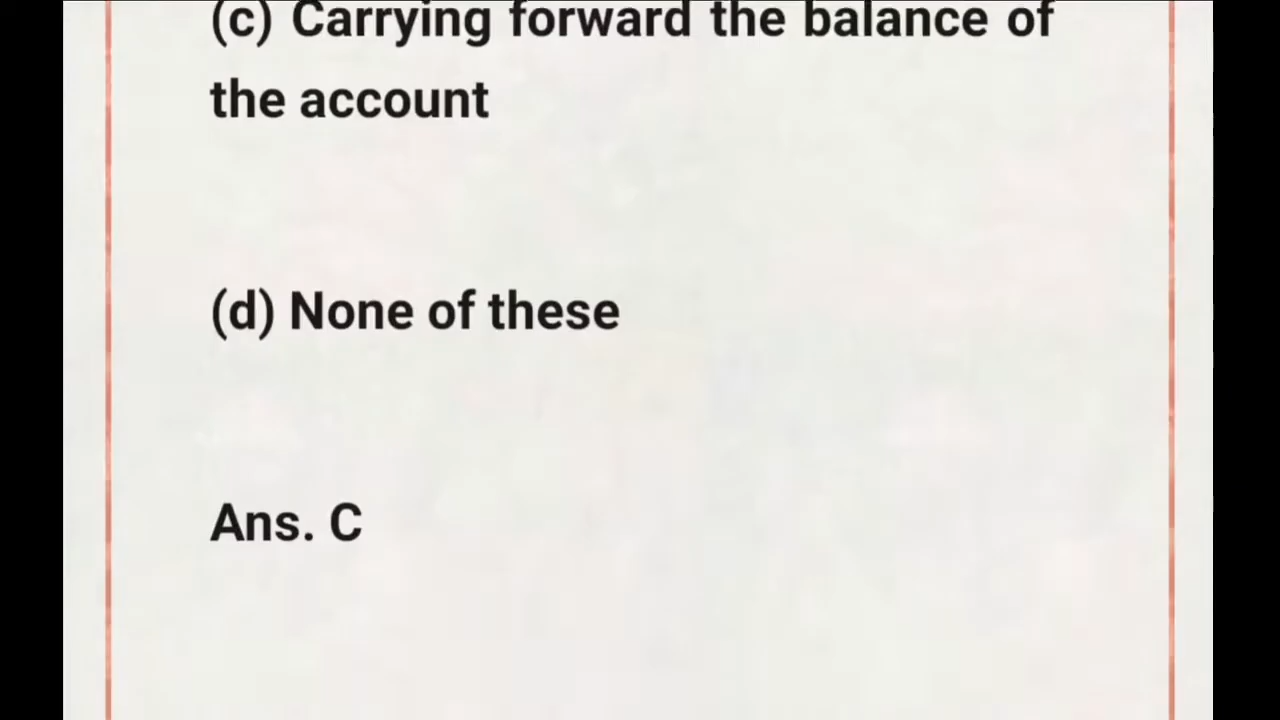 (c) Carrying forward the balance of
the account
(d) None of these
Ans. C